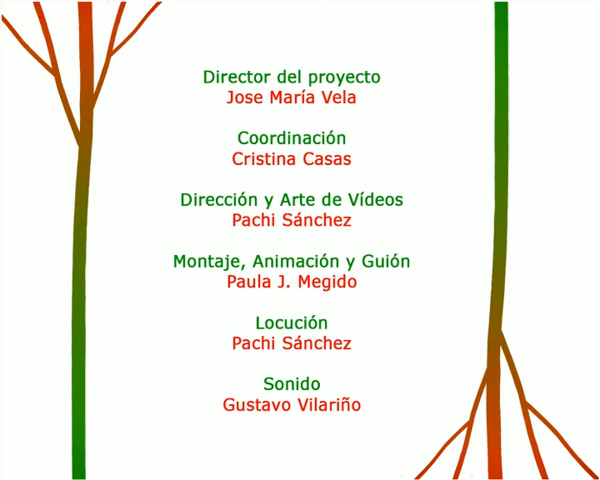 Director del proyecto
Jose María Vela
Coordinación
Cristina Casas
Dirección y Arte de Vídeos
Pachi Sánchez
Montaje, Animación y Guión
Paula J. Megido
Locución
Pachi Sánchez
Sonido
Gustavo Vilariño